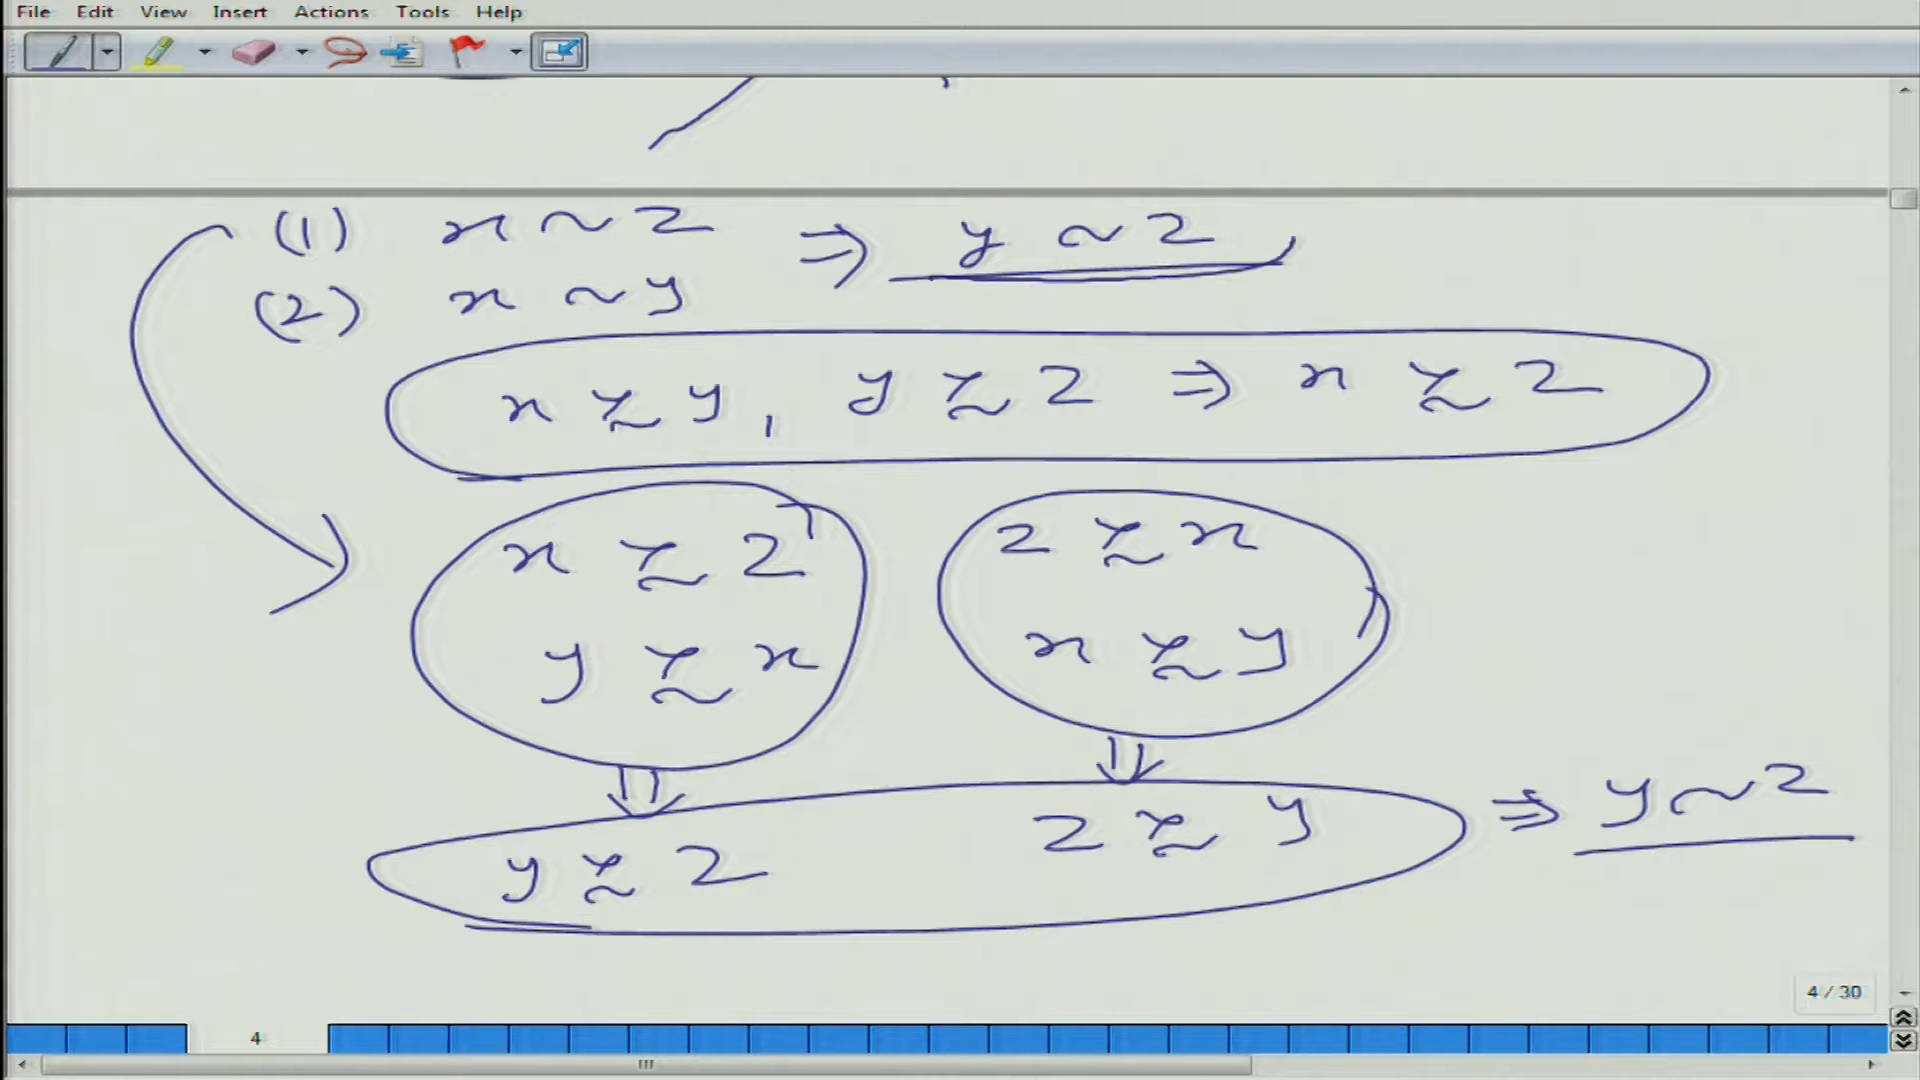 File Edit View Insert Actions Tools Help
(1) x ~ z ⇒ y ~ z
(2) x ~ y
x ≿ y, y ≿ z ⇒ x ≿ z
x ≿ z z ≿ x
y ≿ x x ≿ y
⇓ ⇓
y ≿ z z ≿ y ⇒ y ~ z
4 / 30
4